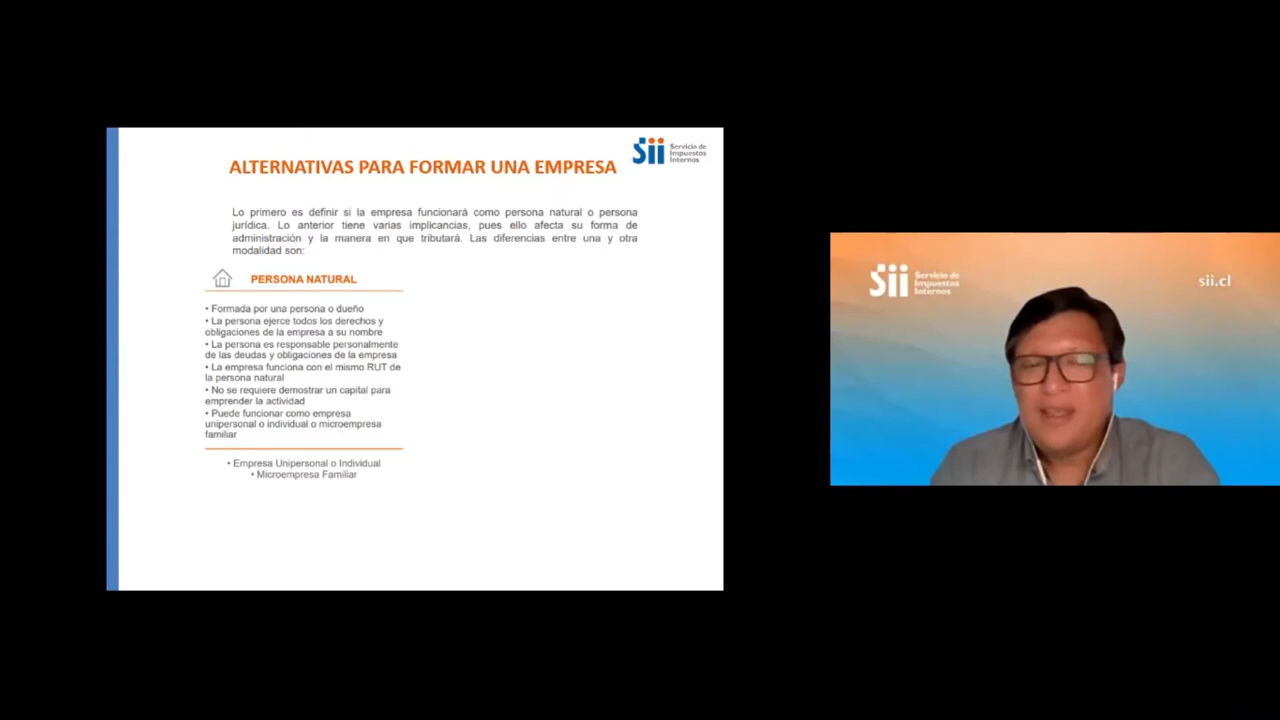 ALTERNATIVAS PARA FORMAR UNA EMPRESA
Sii Servicio de
Impuestos
Internos
Lo primero es definir si la empresa funcionará como persona natural o persona
jurídica. Lo anterior tiene varias implicancias, pues ello afecta su forma de
administración y la manera en que tributará. Las diferencias entre una y otra
modalidad son:
PERSONA NATURAL
• Formada por una persona o dueño
• La persona ejerce todos los derechos y
obligaciones de la empresa a su nombre
• La persona es responsable personalmente
de las deudas y obligaciones de la empresa
• La empresa funciona con el mismo RUT de
la persona natural
• No se requiere demostrar un capital para
emprender la actividad
• Puede funcionar como empresa
unipersonal o individual o microempresa
familiar
• Empresa Unipersonal o Individual
• Microempresa Familiar
Sii Servicio de
Impuestos
Internos
sii.cl